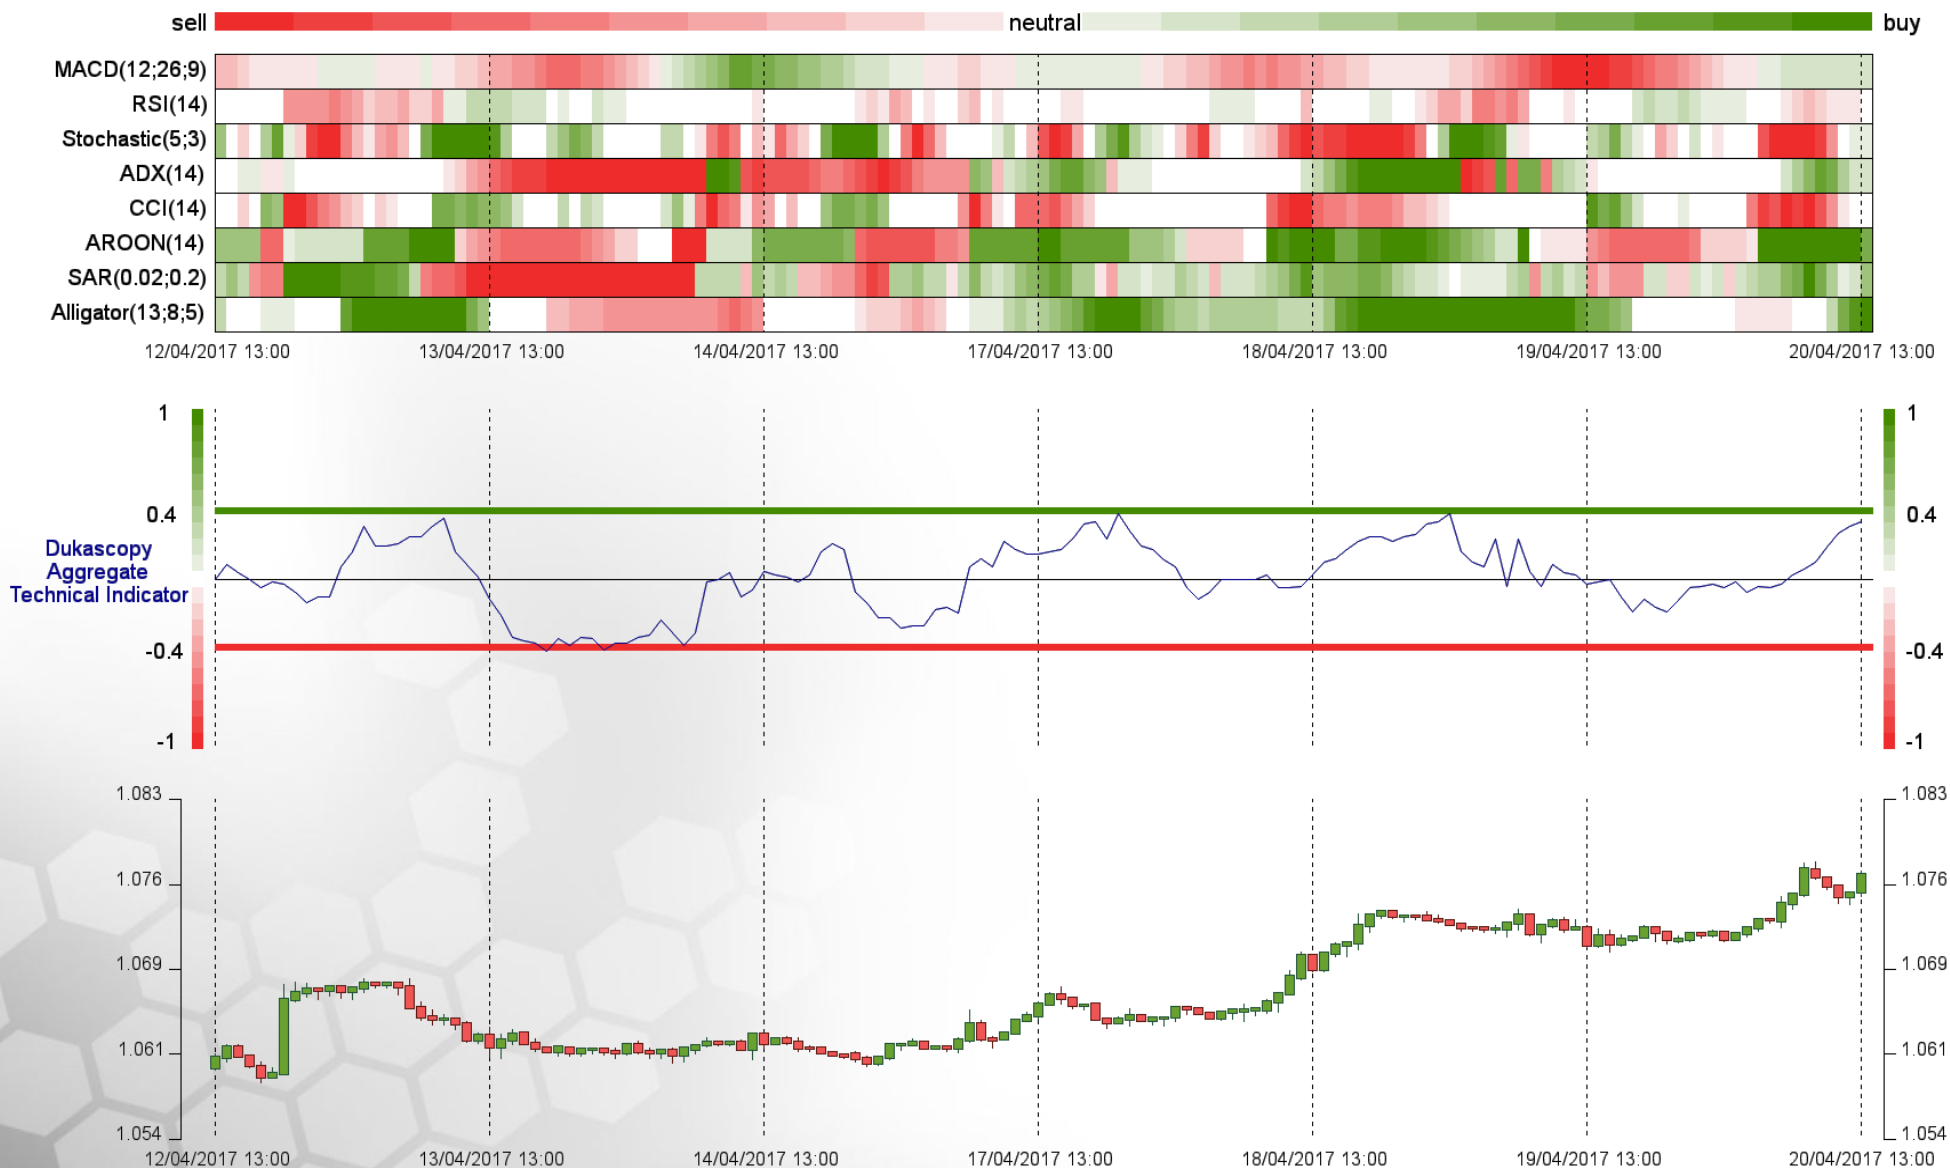 sell neutral buy
MACD(12;26;9)
RSI(14)
Stochastic(5;3)
ADX(14)
CCI(14)
AROON(14)
SAR(0.02;0.2)
Alligator(13;8;5)
12/04/2017 13:00 13/04/2017 13:00 14/04/2017 13:00 17/04/2017 13:00 18/04/2017 13:00 19/04/2017 13:00 20/04/2017 13:00
1 1
0.4 0.4
Dukascopy
Aggregate
Technical Indicator
-0.4 -0.4
-1 -1
1.083 1.083
1.076 1.076
1.069 1.069
1.061 1.061
1.054 1.054
12/04/2017 13:00 13/04/2017 13:00 14/04/2017 13:00 17/04/2017 13:00 18/04/2017 13:00 19/04/2017 13:00 20/04/2017 13:00